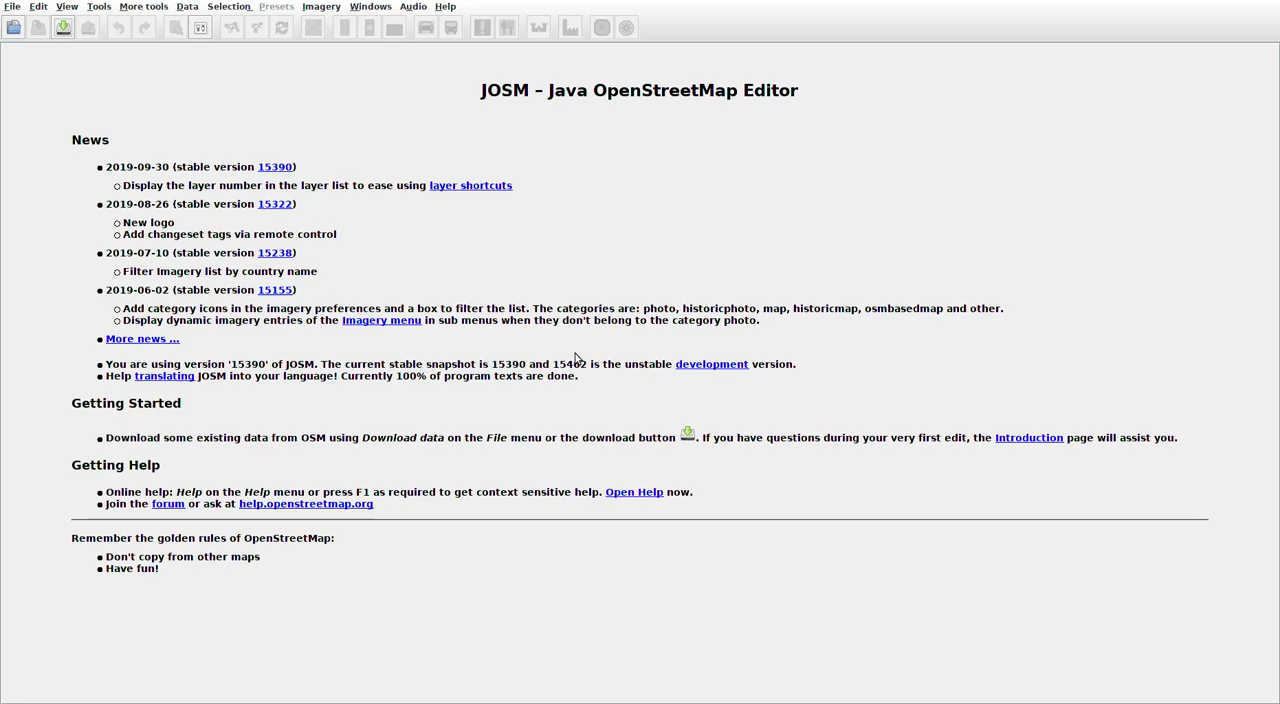 File Edit View Tools More tools Data Selection Presets Imagery Windows Audio Help
JOSM – Java OpenStreetMap Editor
News
2019-09-30 (stable version 15390)
Display the layer number in the layer list to ease using layer shortcuts
2019-08-26 (stable version 15322)
New logo
Add changeset tags via remote control
2019-07-10 (stable version 15238)
Filter Imagery list by country name
2019-06-02 (stable version 15155)
Add category icons in the imagery preferences and a box to filter the list. The categories are: photo, historicphoto, map, historicmap, osmbasedmap and other.
Display dynamic imagery entries of the Imagery menu in sub menus when they don't belong to the category photo.
More news ...
You are using version '15390' of JOSM. The current stable snapshot is 15390 and 15402 is the unstable development version.
Help translating JOSM into your language! Currently 100% of program texts are done.
Getting Started
Download some existing data from OSM using Download data on the File menu or the download button . If you have questions during your very first edit, the Introduction page will assist you.
Getting Help
Online help: Help on the Help menu or press F1 as required to get context sensitive help. Open Help now.
Join the forum or ask at help.openstreetmap.org
Remember the golden rules of OpenStreetMap:
Don't copy from other maps
Have fun!